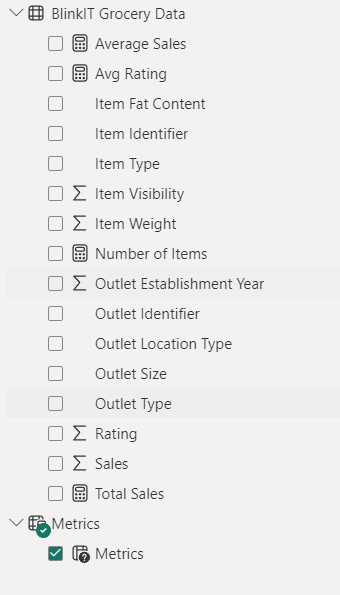 BlinkIT Grocery Data
Average Sales
Avg Rating
Item Fat Content
Item Identifier
Item Type
Item Visibility
Item Weight
Number of Items
Outlet Establishment Year
Outlet Identifier
Outlet Location Type
Outlet Size
Outlet Type
Rating
Sales
Total Sales
Metrics
Metrics